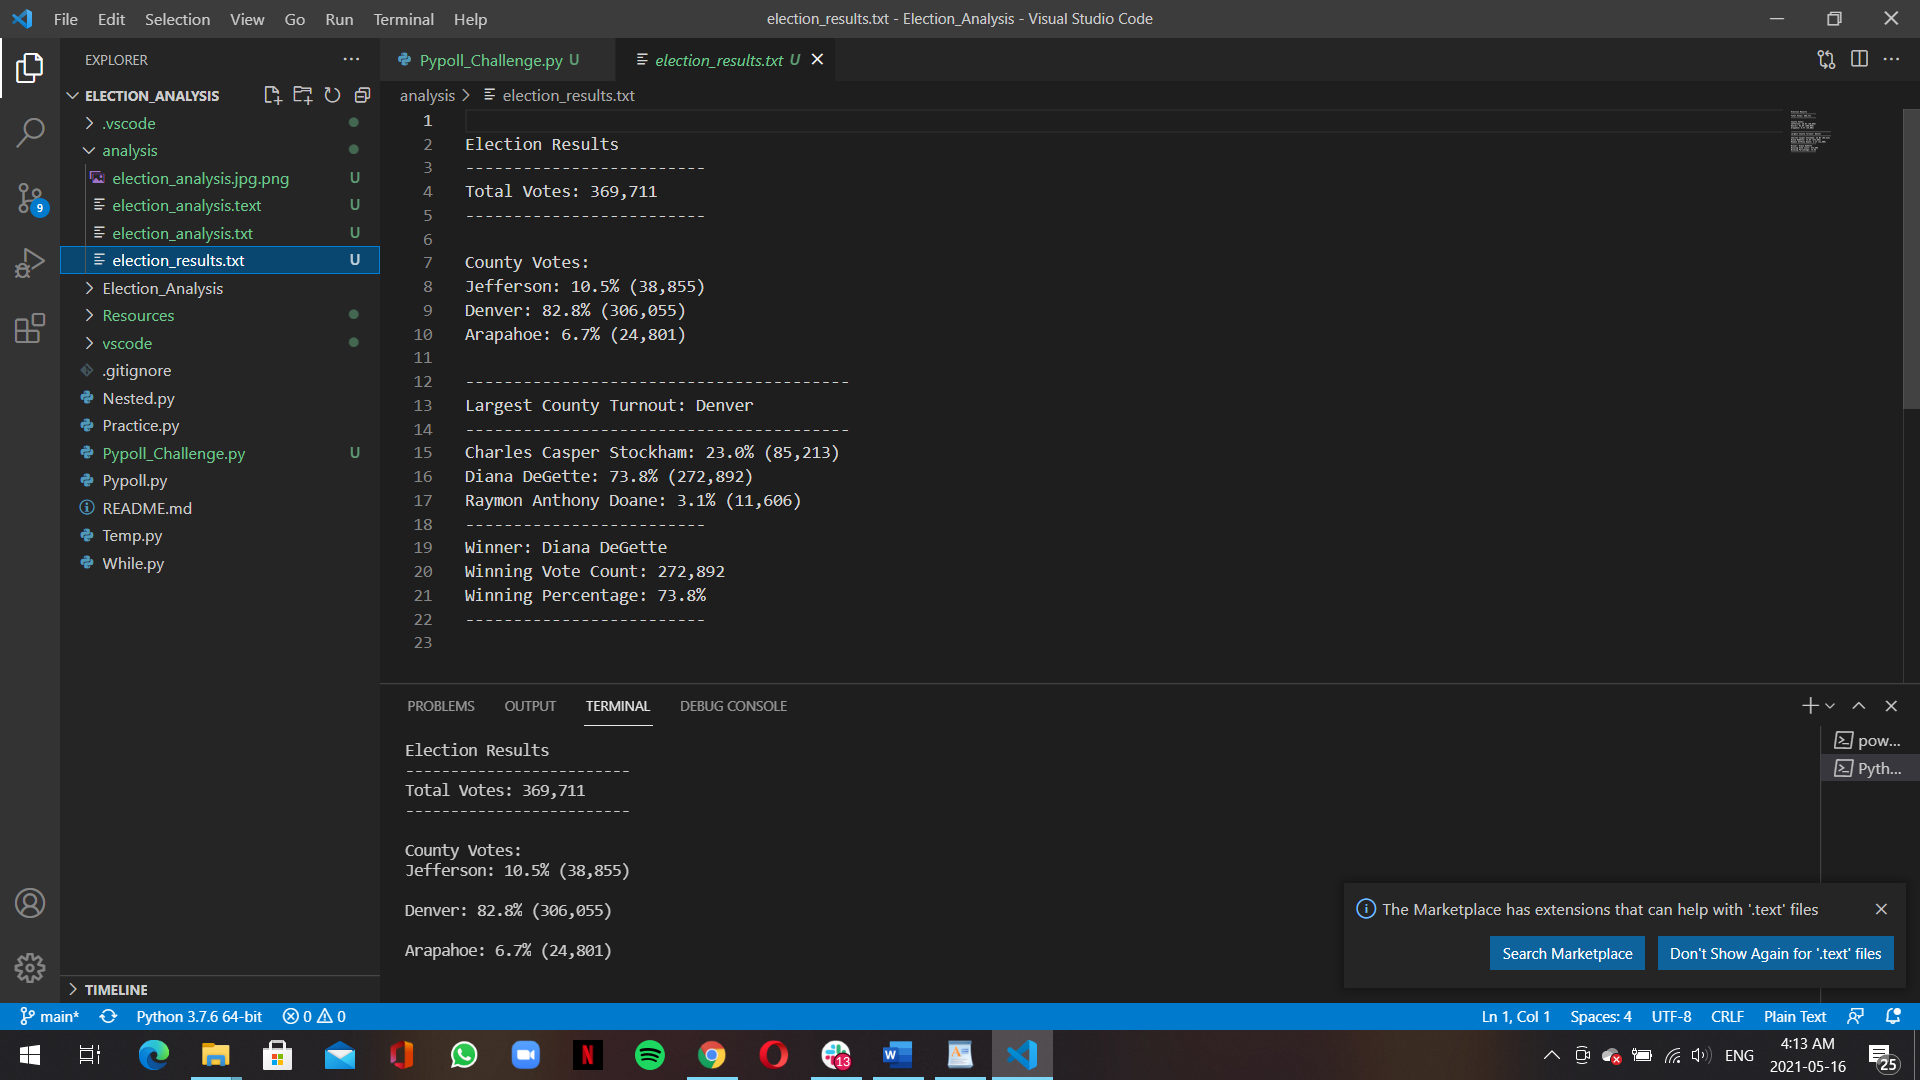 File Edit Selection View Go Run Terminal Help
election_results.txt - Election_Analysis - Visual Studio Code
EXPLORER
ELECTION_ANALYSIS
.vscode
analysis
election_analysis.jpg.png U
election_analysis.text U
election_analysis.txt U
election_results.txt U
Election_Analysis
Resources
vscode
.gitignore
Nested.py
Practice.py
Pypoll_Challenge.py U
Pypoll.py
README.md
Temp.py
While.py
TIMELINE
9
Pypoll_Challenge.py U
election_results.txt U
analysis > election_results.txt
1
2 Election Results
3 -------------------------
4 Total Votes: 369,711
5 -------------------------
6
7 County Votes:
8 Jefferson: 10.5% (38,855)
9 Denver: 82.8% (306,055)
10 Arapahoe: 6.7% (24,801)
11
12 ----------------------------------------
13 Largest County Turnout: Denver
14 ----------------------------------------
15 Charles Casper Stockham: 23.0% (85,213)
16 Diana DeGette: 73.8% (272,892)
17 Raymon Anthony Doane: 3.1% (11,606)
18 -------------------------
19 Winner: Diana DeGette
20 Winning Vote Count: 272,892
21 Winning Percentage: 73.8%
22 -------------------------
23
PROBLEMS OUTPUT TERMINAL DEBUG CONSOLE
Election Results
-------------------------
Total Votes: 369,711
-------------------------
County Votes:
Jefferson: 10.5% (38,855)
Denver: 82.8% (306,055)
Arapahoe: 6.7% (24,801)
pow...
Pyth...
The Marketplace has extensions that can help with '.text' files
Search Marketplace
Don't Show Again for '.text' files
main* Python 3.7.6 64-bit 0 0
Ln 1, Col 1 Spaces: 4 UTF-8 CRLF Plain Text
13
ENG
4:13 AM
2021-05-16
25